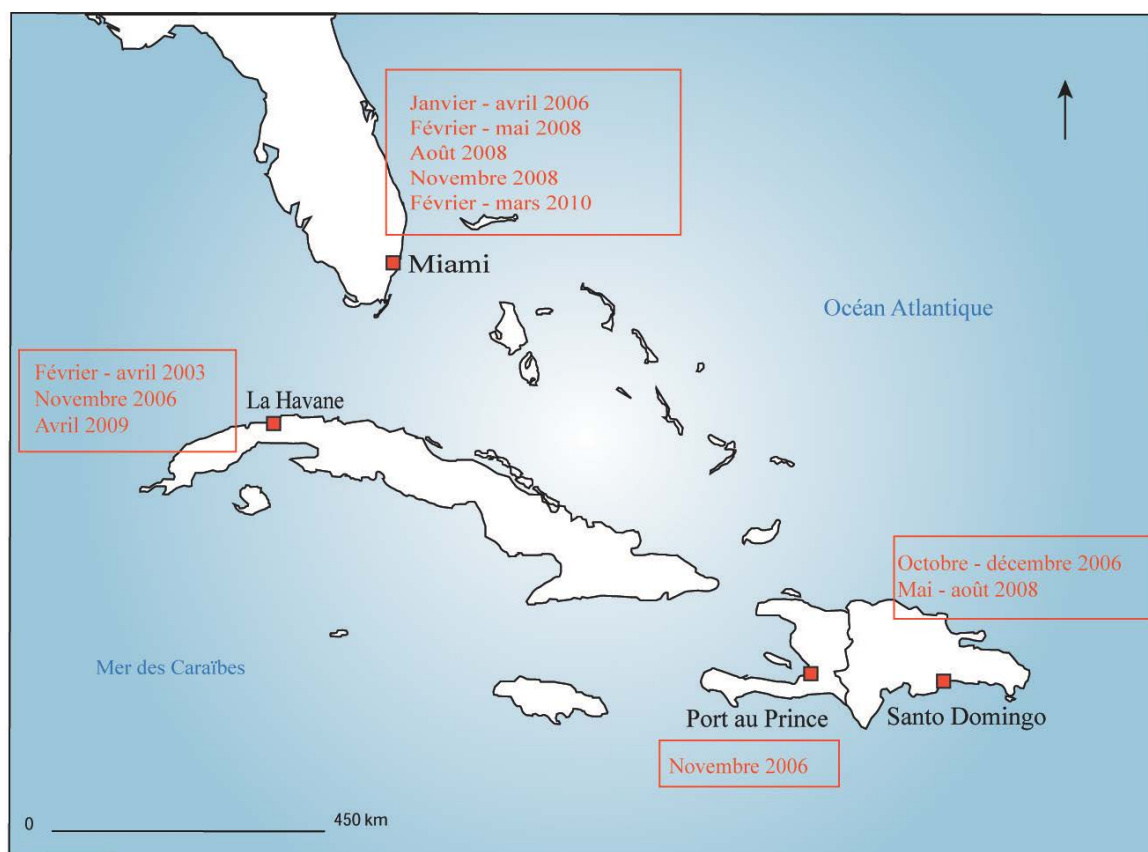 Janvier - avril 2006
Février - mai 2008
Août 2008
Novembre 2008
Février - mars 2010
Miami
Océan Atlantique
Février - avril 2003
Novembre 2006
Avril 2009
La Havane
Octobre - décembre 2006
Mai - août 2008
Mer des Caraïbes
Port au Prince
Santo Domingo
Novembre 2006
0
450 km